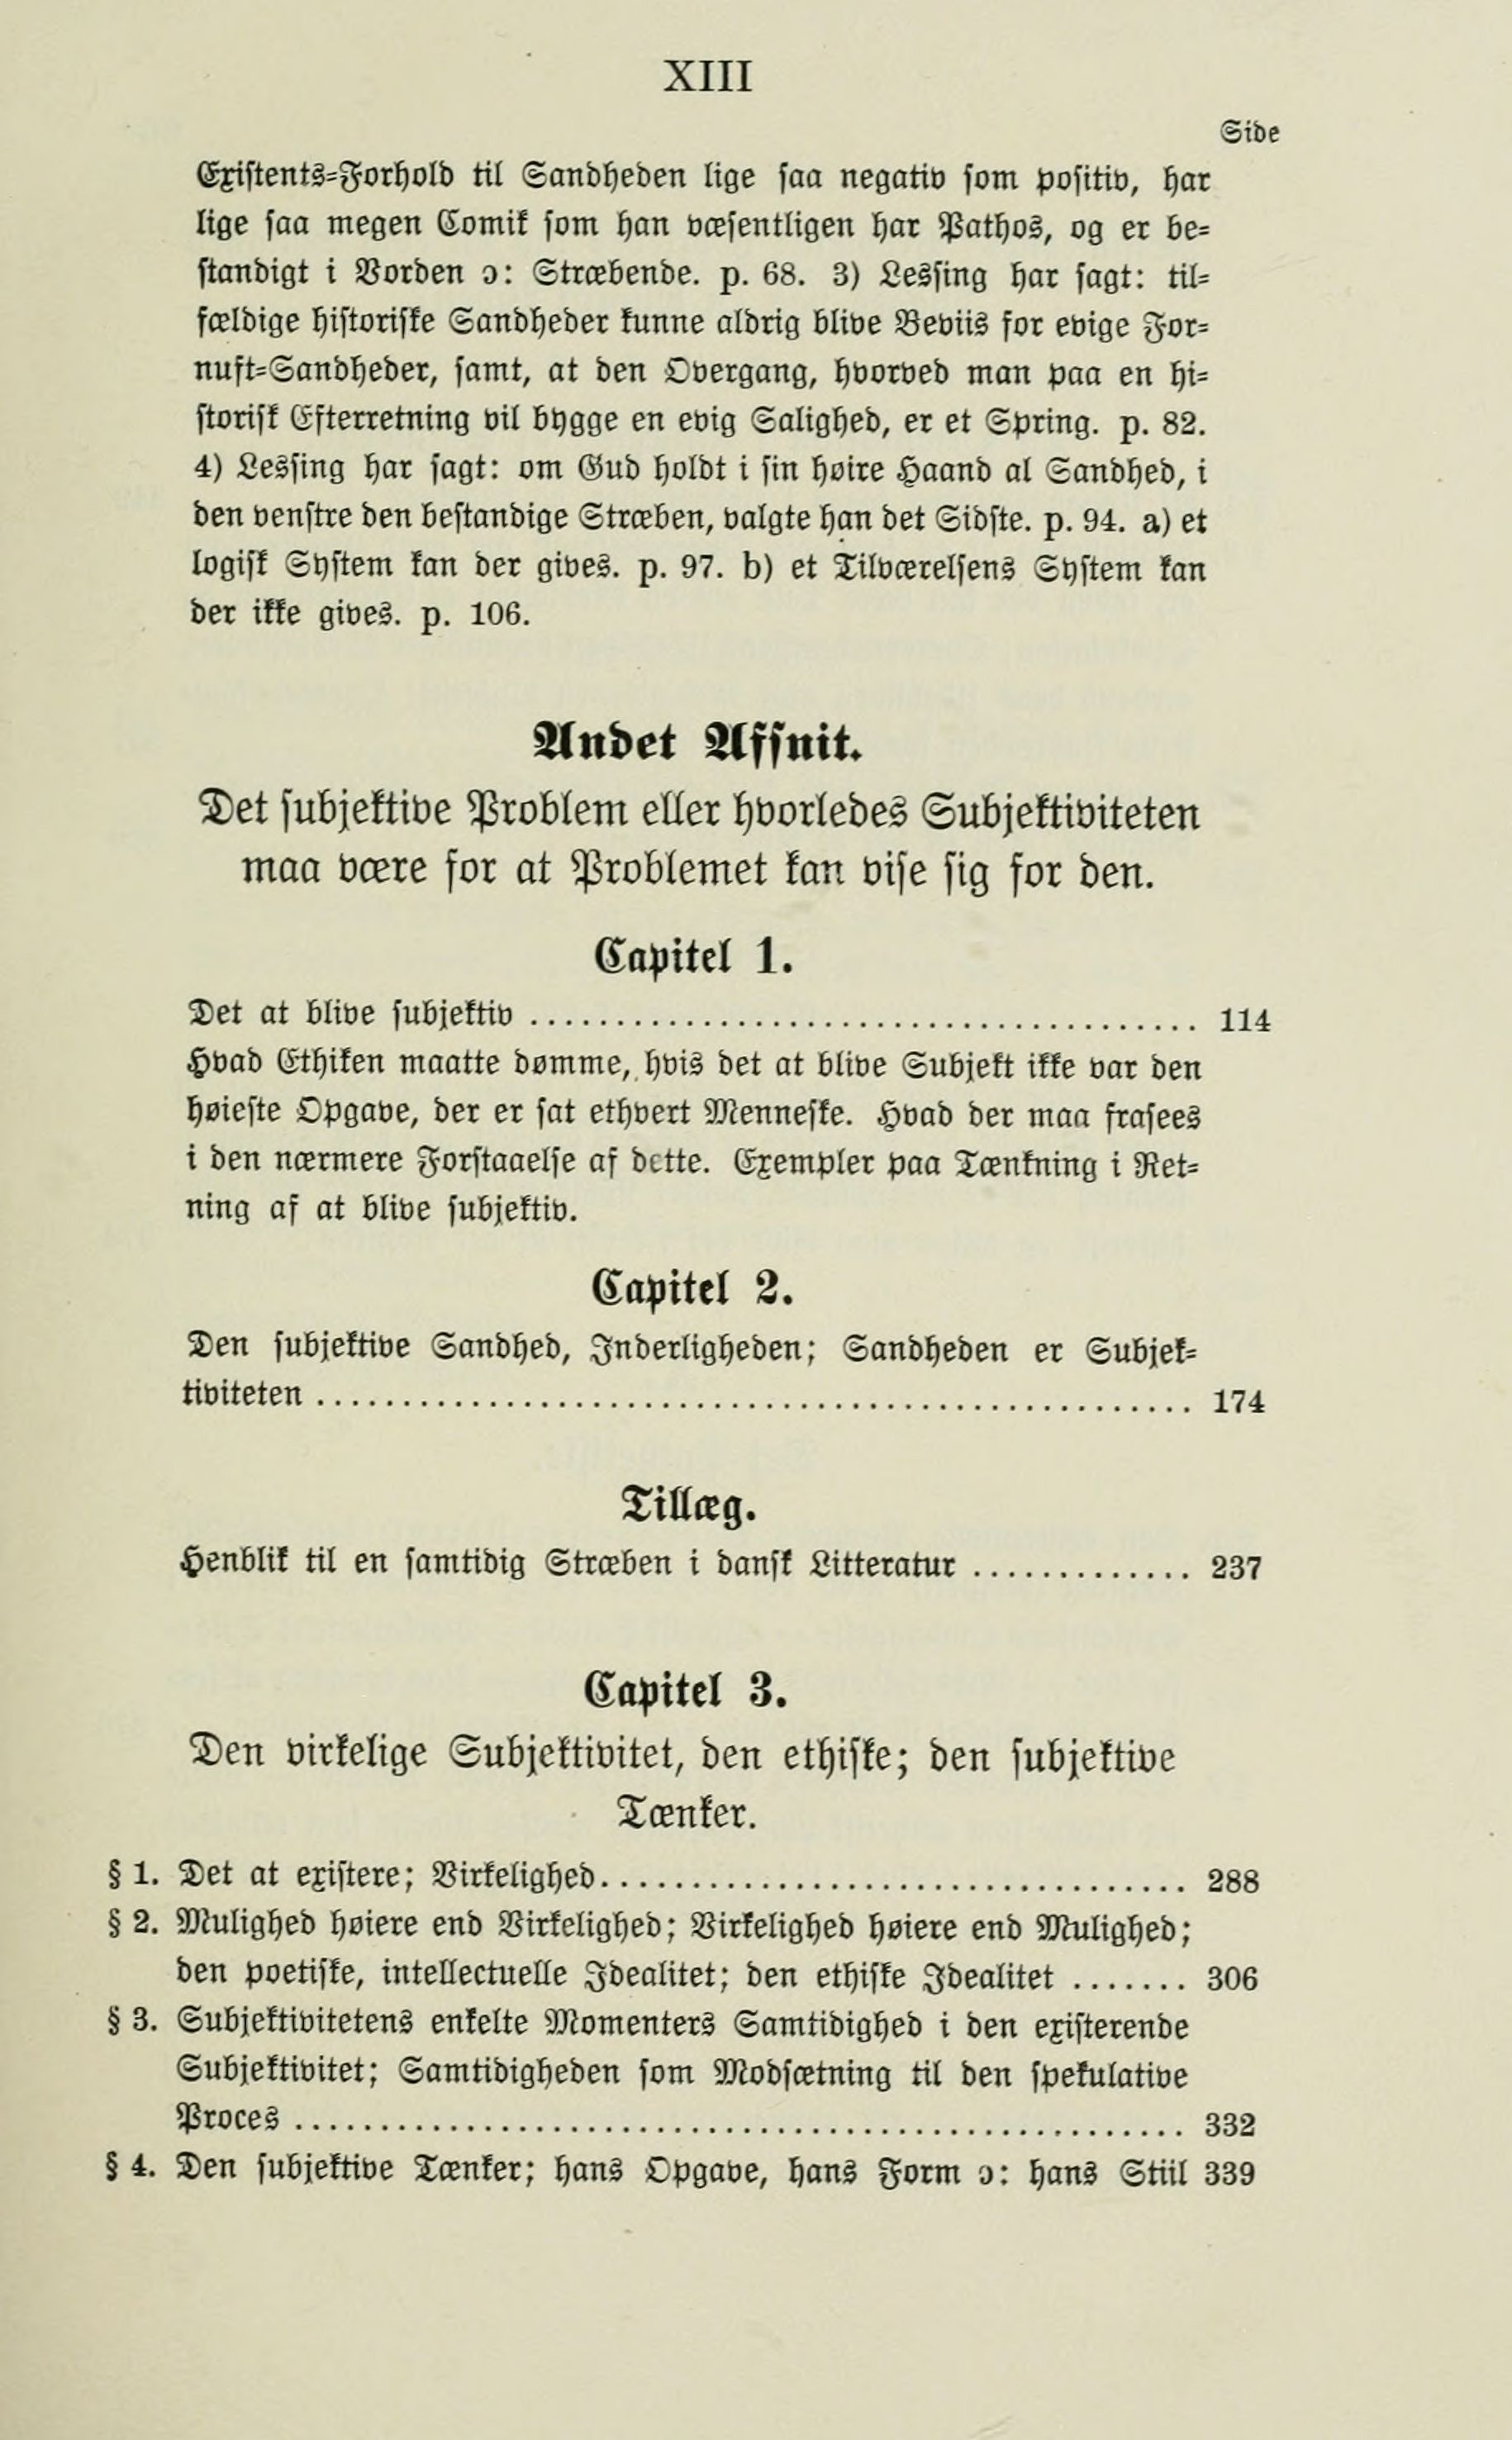 XIII
Side
Existents-Forhold til Sandheden lige saa negativ som positiv, har
lige saa megen Comik som han væsentligen har Pathos, og er be-
standigt i Vorden ɔ: Stræbende. p. 68. 3) Lessing har sagt: til-
fældige historiske Sandheder kunne aldrig blive Beviis for evige For-
nuft-Sandheder, samt, at den Overgang, hvorved man paa en hi-
storisk Efterretning vil bygge en evig Salighed, er et Spring. p. 82.
4) Lessing har sagt: om Gud holdt i sin høire Haand al Sandhed, i
den venstre den bestandige Stræben, valgte han det Sidste. p. 94. a) et
logisk System kan der gives. p. 97. b) et Tilværelsens System kan
der ikke gives. p. 106.
Andet Afsnit.
Det subjektive Problem eller hvorledes Subjektiviteten
maa være for at Problemet kan vise sig for den.
Capitel 1.
Det at blive subjektiv ........................................ 114
Hvad Ethiken maatte dømme, hvis det at blive Subjekt ikke var den
høieste Opgave, der er sat ethvert Menneske. Hvad der maa frasees
i den nærmere Forstaaelse af dette. Exempler paa Tænkning i Ret-
ning af at blive subjektiv.
Capitel 2.
Den subjektive Sandhed, Inderligheden; Sandheden er Subjek-
tiviteten .................................................... 174
Tillæg.
Henblik til en samtidig Stræben i dansk Litteratur ............. 237
Capitel 3.
Den virkelige Subjektivitet, den ethiske; den subjektive
Tænker.
§ 1. Det at existere; Virkelighed................................... 288
§ 2. Mulighed høiere end Virkelighed; Virkelighed høiere end Mulighed;
den poetiske, intellectuelle Idealitet; den ethiske Idealitet ....... 306
§ 3. Subjektivitetens enkelte Momenters Samtidighed i den existerende
Subjektivitet; Samtidigheden som Modsætning til den spekulative
Proces ..................................................... 332
§ 4. Den subjektive Tænker; hans Opgave, hans Form ɔ: hans Stiil 339